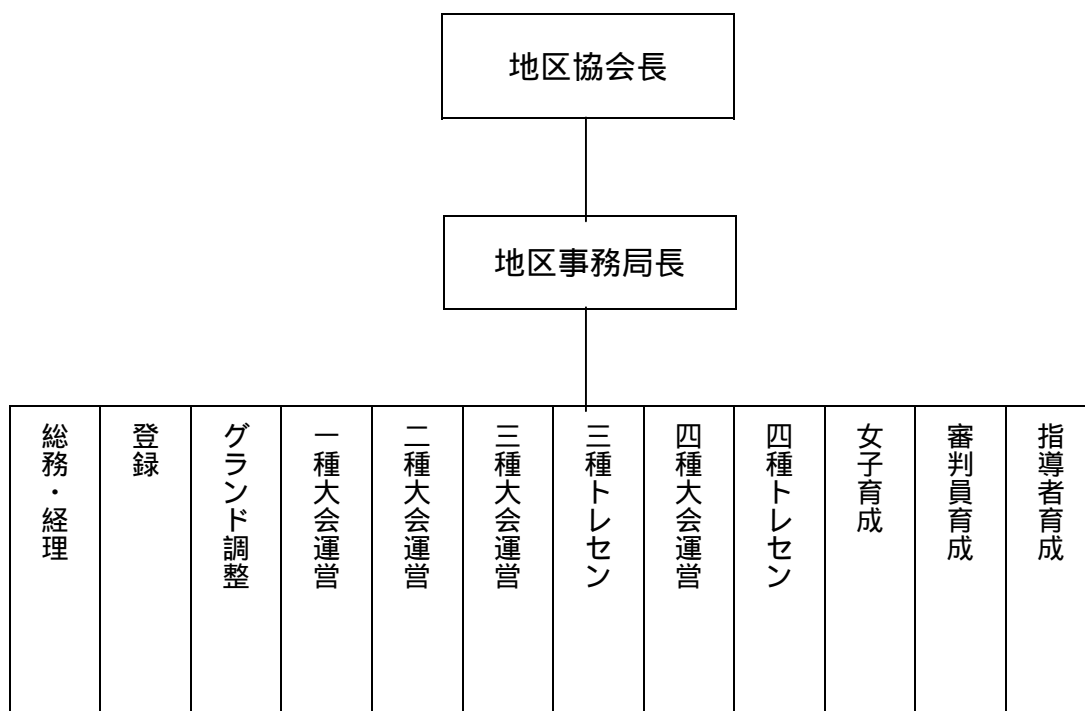 地区協会長
地区事務局長
総務・経理
登録
グランド調整
一種大会運営
二種大会運営
三種大会運営
三種トレセン
四種大会運営
四種トレセン
女子育成
審判員育成
指導者育成